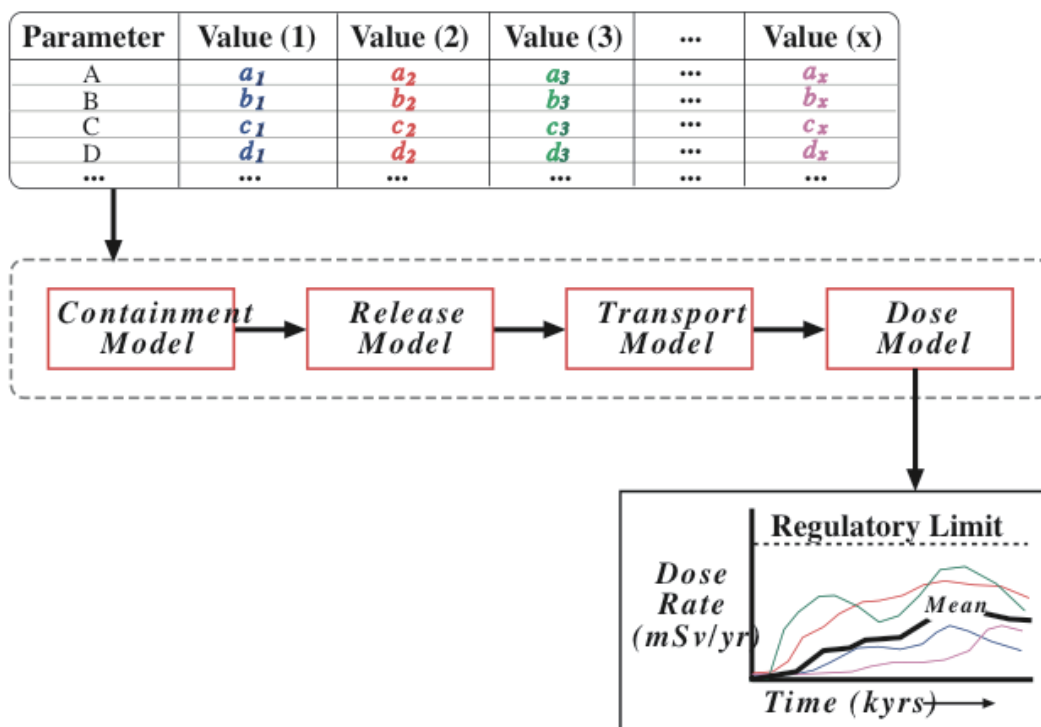 Parameter Value (1) Value (2) Value (3) ... Value (x)
A a1 a2 a3 ... ax
B b1 b2 b3 ... bx
C c1 c2 c3 ... cx
D d1 d2 d3 ... dx
... ... ... ... ... ...
Containment Model
Release Model
Transport Model
Dose Model
Regulatory Limit
Dose
Rate
(mSv/yr)
Mean
Time (kyrs)